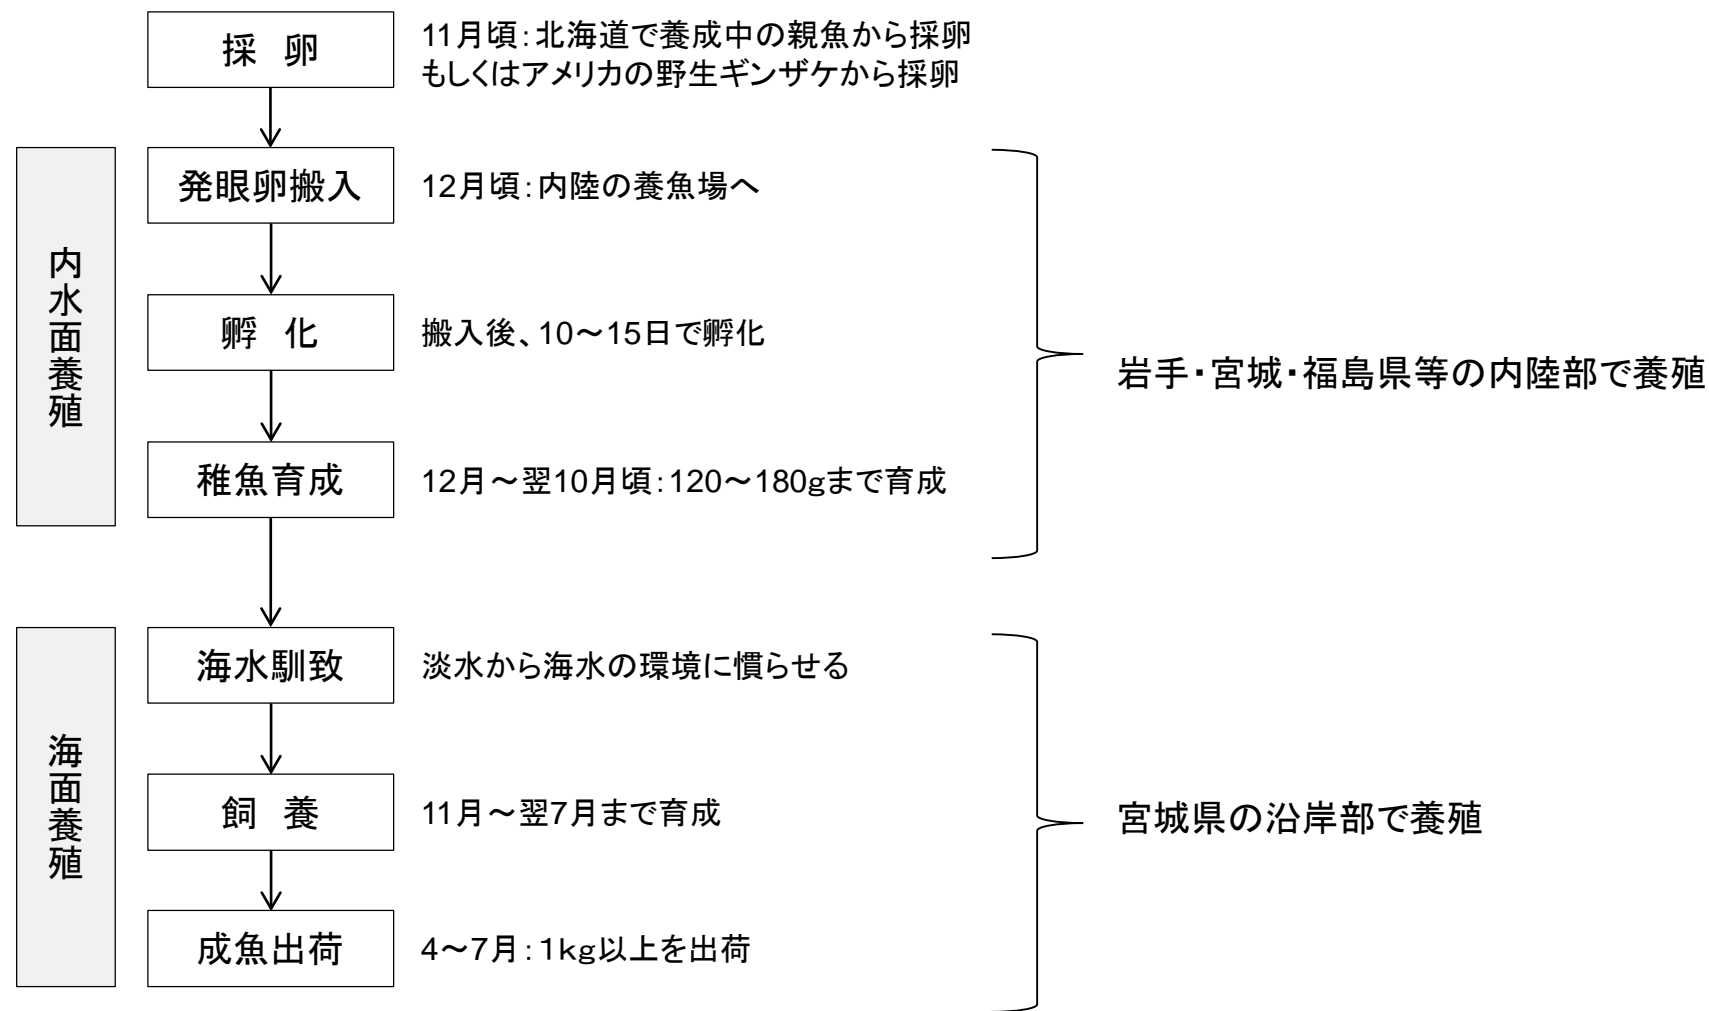 採 卵
11月頃：北海道で養成中の親魚から採卵
もしくはアメリカの野生ギンザケから採卵
内水面養殖
発眼卵搬入
12月頃：内陸の養魚場へ
孵 化
搬入後、10～15日で孵化
稚魚育成
12月～翌10月頃：120～180gまで育成
岩手・宮城・福島県等の内陸部で養殖
海面養殖
海水馴致
淡水から海水の環境に慣らせる
飼 養
11月～翌7月まで育成
成魚出荷
4～7月：１kg以上を出荷
宮城県の沿岸部で養殖